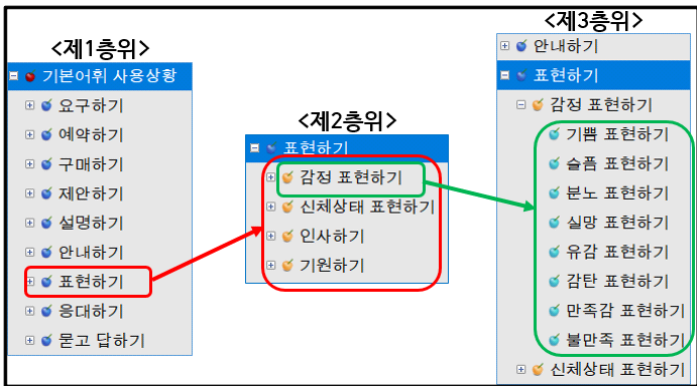 <제1층위>
기본어휘 사용상황
요구하기
예약하기
구매하기
제안하기
설명하기
안내하기
표현하기
응대하기
묻고 답하기
<제2층위>
표현하기
감정 표현하기
신체상태 표현하기
인사하기
기원하기
<제3층위>
안내하기
표현하기
감정 표현하기
기쁨 표현하기
슬픔 표현하기
분노 표현하기
실망 표현하기
유감 표현하기
감탄 표현하기
만족감 표현하기
불만족 표현하기
신체상태 표현하기